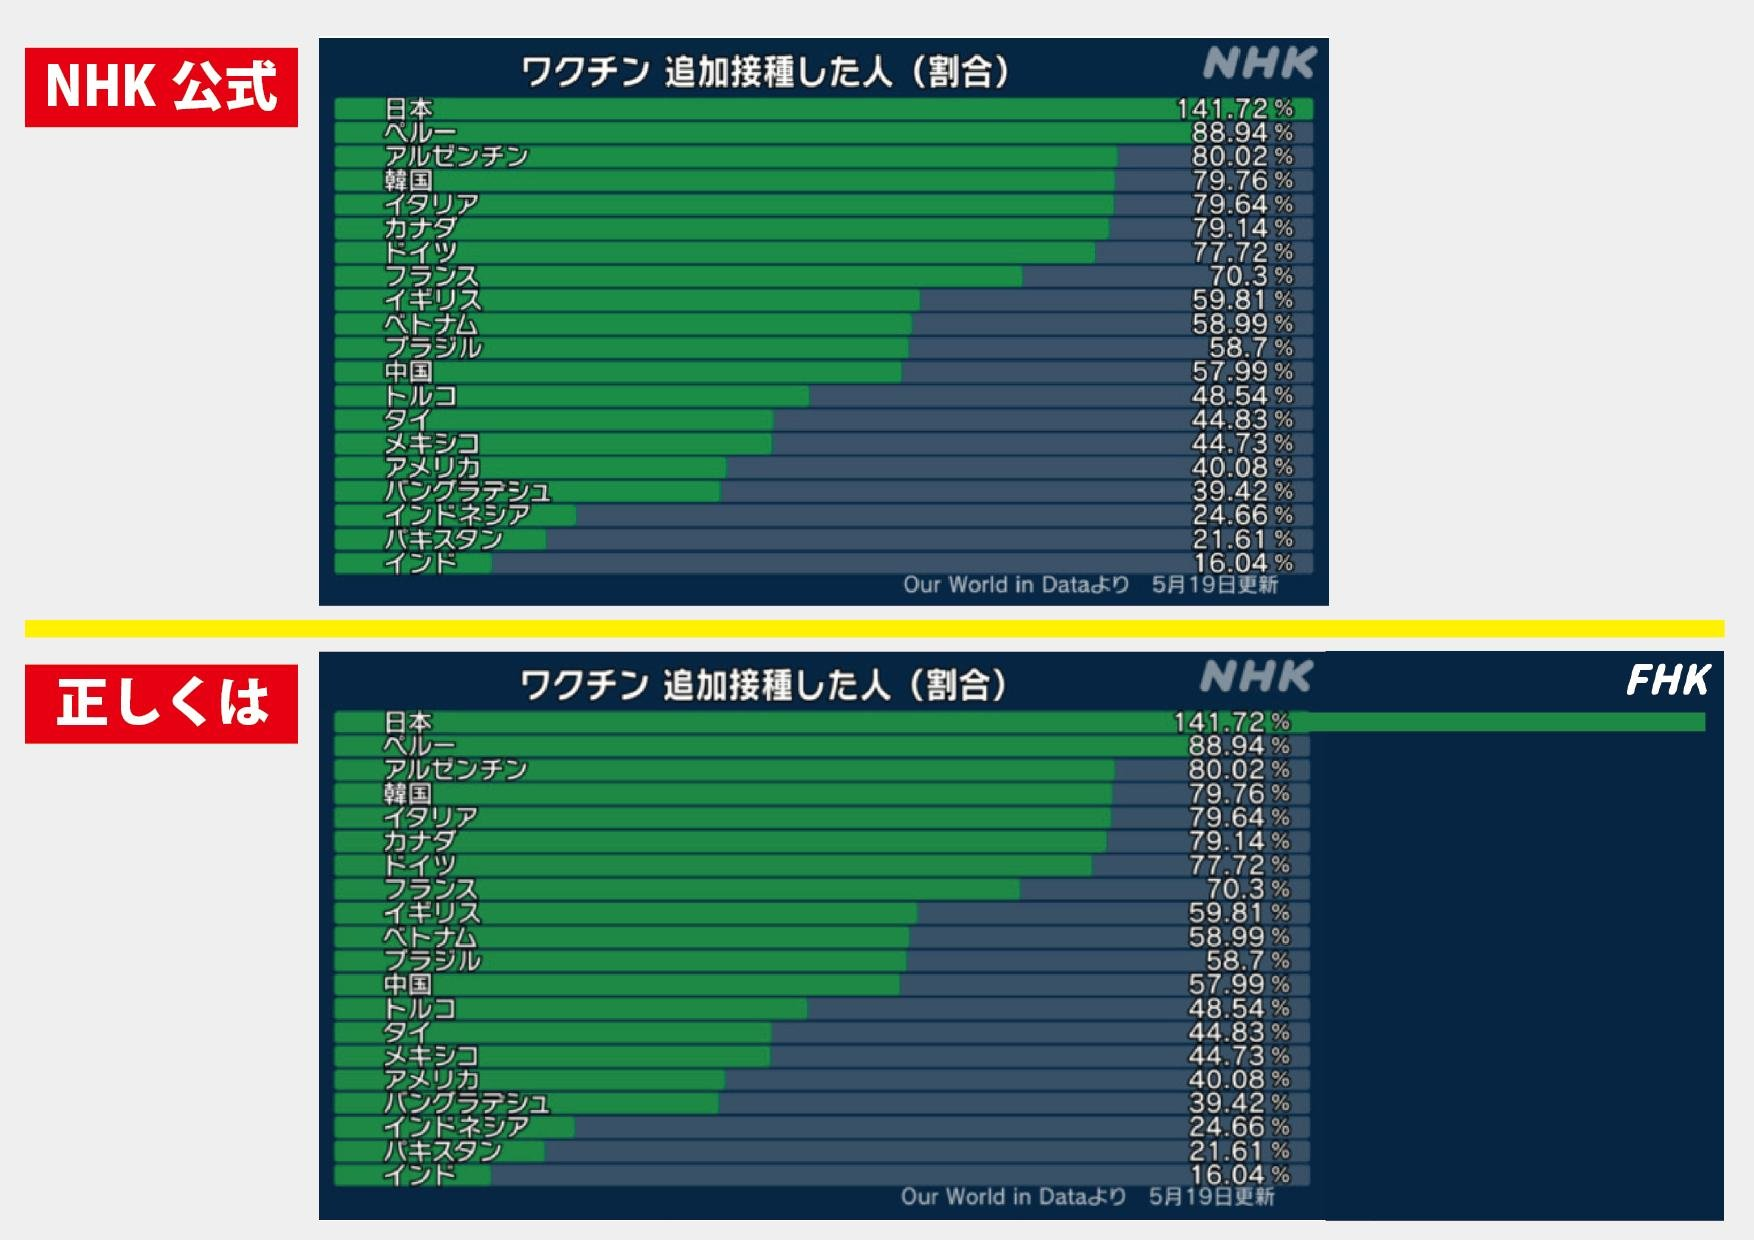 NHK 公式
ワクチン 追加接種した人（割合）
NHK
日本 141.72%
ペルー 88.94%
アルゼンチン 80.02%
韓国 79.76%
イタリア 79.64%
カナダ 79.14%
ドイツ 77.72%
フランス 70.3%
イギリス 59.81%
ベトナム 58.99%
ブラジル 58.7%
中国 57.99%
トルコ 48.54%
タイ 44.83%
メキシコ 44.73%
アメリカ 40.08%
バングラデシュ 39.42%
インドネシア 24.66%
パキスタン 21.61%
インド 16.04%
Our World in Dataより 5月19日更新
正しくは
ワクチン 追加接種した人（割合）
NHK
FHK
日本 141.72%
ペルー 88.94%
アルゼンチン 80.02%
韓国 79.76%
イタリア 79.64%
カナダ 79.14%
ドイツ 77.72%
フランス 70.3%
イギリス 59.81%
ベトナム 58.99%
ブラジル 58.7%
中国 57.99%
トルコ 48.54%
タイ 44.83%
メキシコ 44.73%
アメリカ 40.08%
バングラデシュ 39.42%
インドネシア 24.66%
パキスタン 21.61%
インド 16.04%
Our World in Dataより 5月19日更新